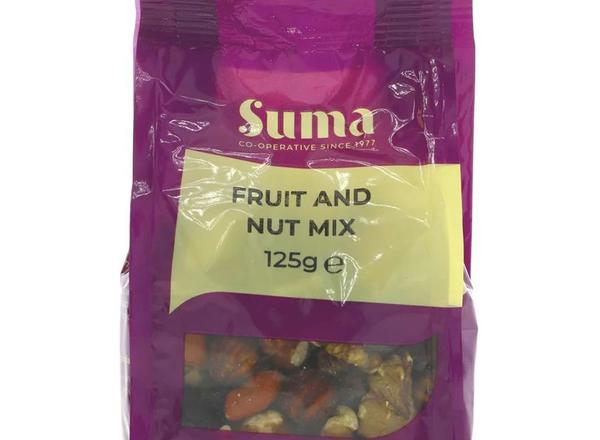 Suma
CO-OPERATIVE SINCE 1977
FRUIT AND
NUT MIX
125g ℮